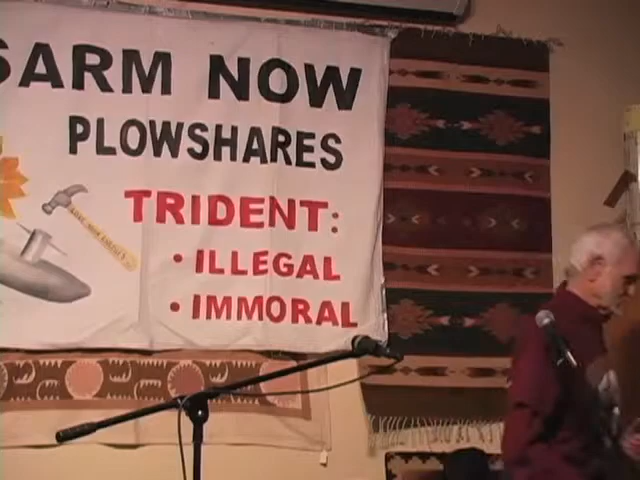 SARM NOW
PLOWSHARES
TRIDENT:
• ILLEGAL
• IMMORAL